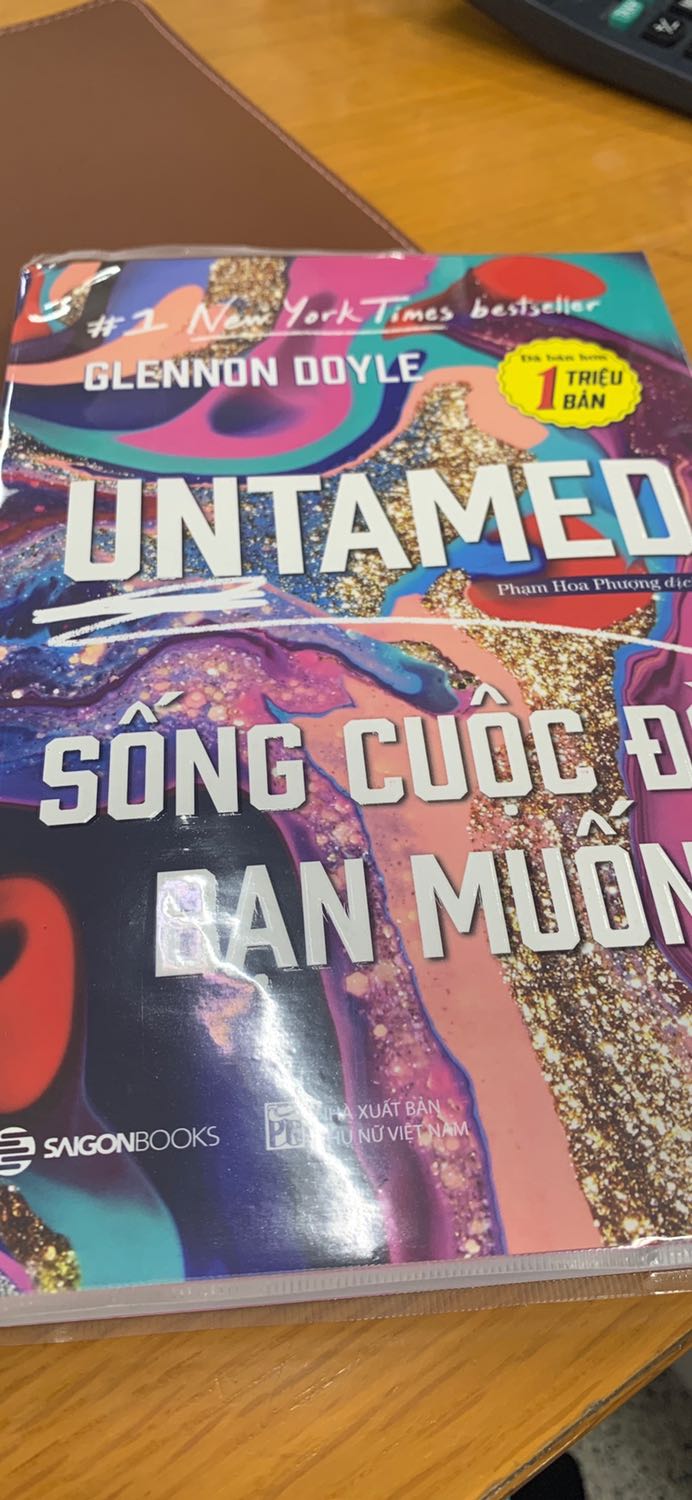 #1 New York Times bestseller
GLENNON DOYLE
Đã bán hơn
1 TRIỆU
BẢN
UNTAMED
Phạm Hoa Phượng
SỐNG CUỘC
BẠN MUỐN
SAIGONBOOKS
NHÀ XUẤT BẢN
PHỤ NỮ VIỆT NAM